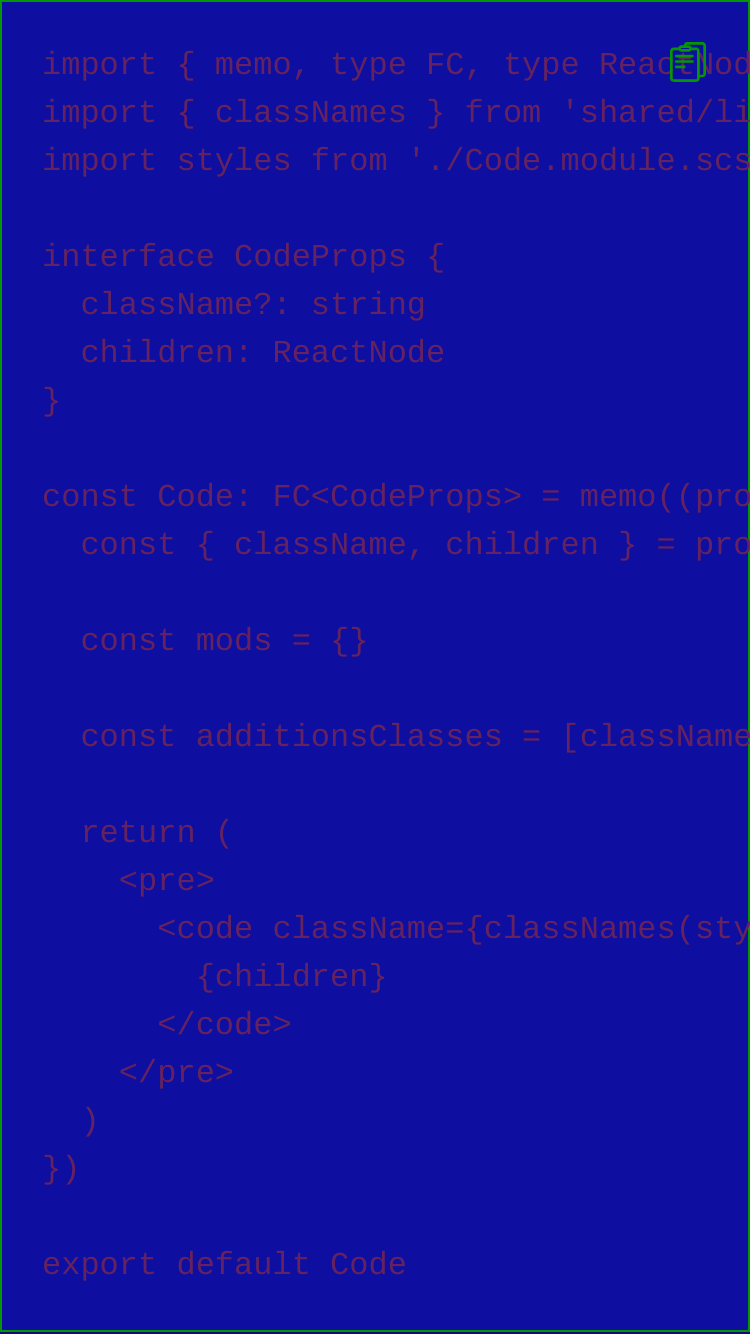 import { memo, type FC, type ReactNod
import { classNames } from 'shared/li
import styles from './Code.module.scs
interface CodeProps {
className?: string
children: ReactNode
}
const Code: FC<CodeProps> = memo((pro
const { className, children } = pro
const mods = {}
const additionsClasses = [className
return (
<pre>
<code className={classNames(sty
{children}
</code>
</pre>
)
})
export default Code